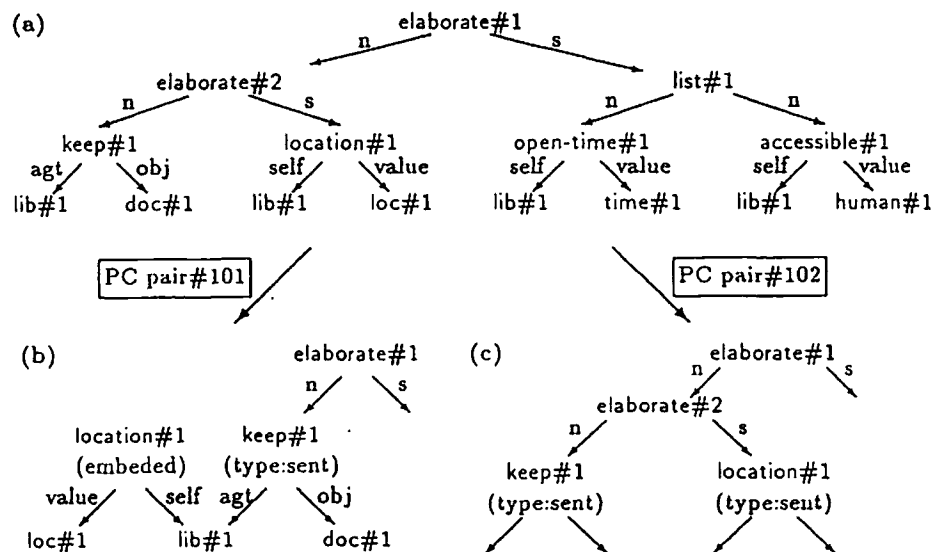 (a) elaborate#1
n s
elaborate#2 list#1
n s n n
keep#1 location#1 open-time#1 accessible#1
agt obj self value self value self value
lib#1 doc#1 lib#1 loc#1 lib#1 time#1 lib#1 human#1
PC pair#101 PC pair#102
(b) elaborate#1 (c) elaborate#1
n s n s
elaborate#2
location#1 keep#1 n s
(embeded) (type:sent) keep#1 location#1
value self agt obj (type:sent) (type:sent)
loc#1 lib#1 doc#1